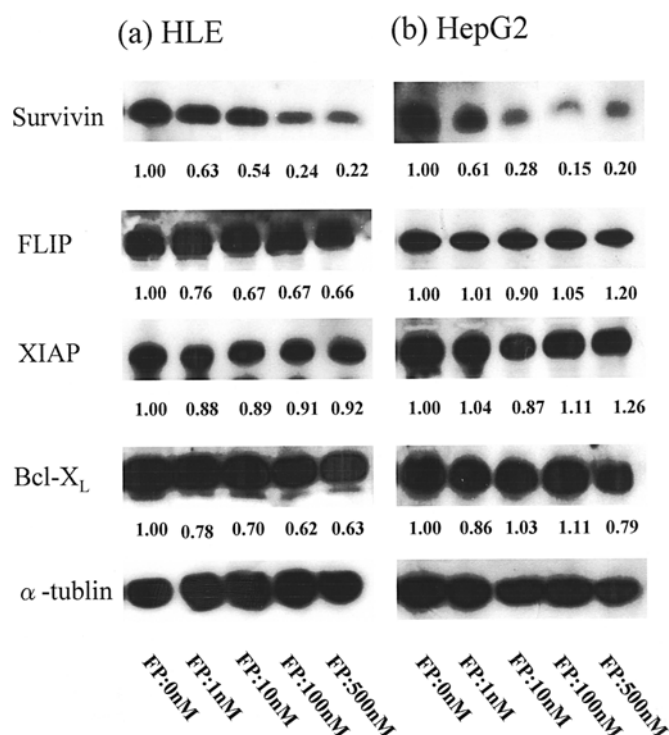 (a) HLE (b) HepG2
Survivin
1.00 0.63 0.54 0.24 0.22 1.00 0.61 0.28 0.15 0.20
FLIP
1.00 0.76 0.67 0.67 0.66 1.00 1.01 0.90 1.05 1.20
XIAP
1.00 0.88 0.89 0.91 0.92 1.00 1.04 0.87 1.11 1.26
Bcl-X_L
1.00 0.78 0.70 0.62 0.63 1.00 0.86 1.03 1.11 0.79
α-tublin
FP:0nM FP:1nM FP:10nM FP:100nM FP:500nM FP:0nM FP:1nM FP:10nM FP:100nM FP:500nM